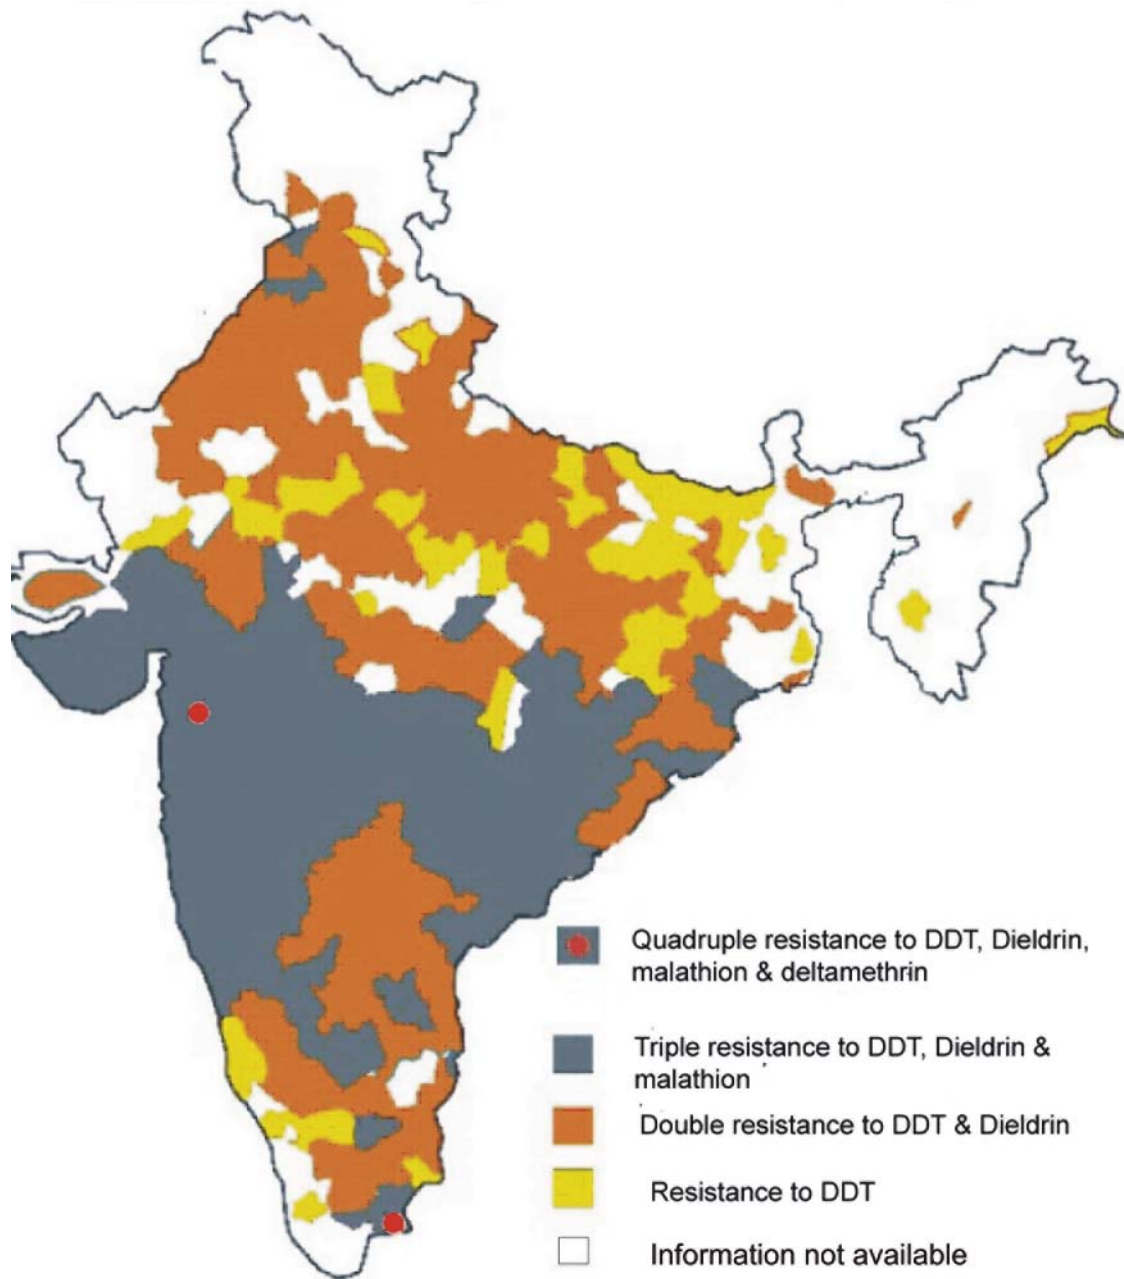 Quadruple resistance to DDT, Dieldrin,
malathion & deltamethrin
Triple resistance to DDT, Dieldrin &
malathion
Double resistance to DDT & Dieldrin
Resistance to DDT
Information not available